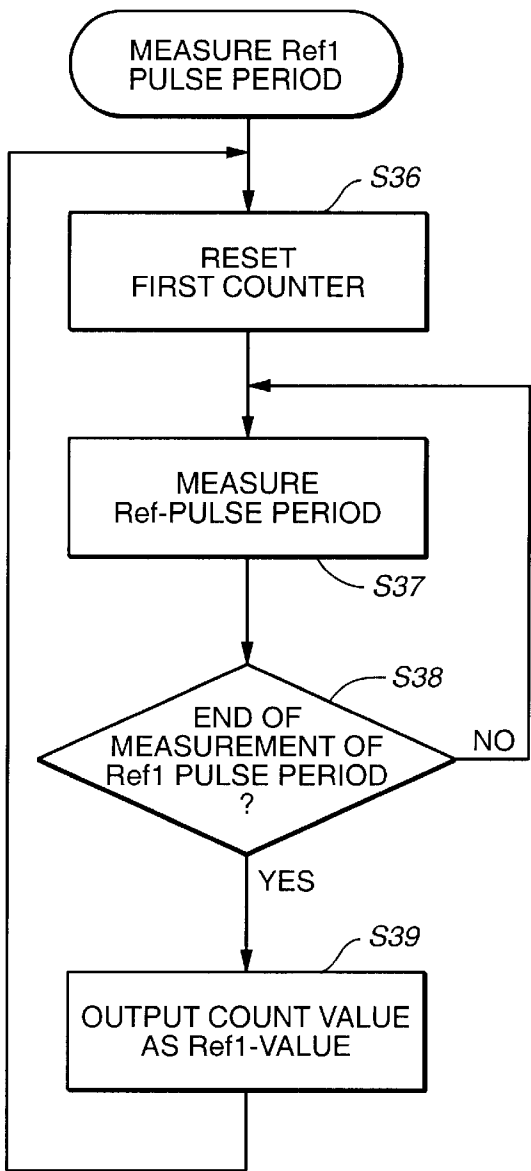 MEASURE Ref1
PULSE PERIOD
S36
RESET
FIRST COUNTER
MEASURE
Ref-PULSE PERIOD
S37
S38
END OF
MEASUREMENT OF
Ref1 PULSE PERIOD
?
NO
YES
S39
OUTPUT COUNT VALUE
AS Ref1-VALUE